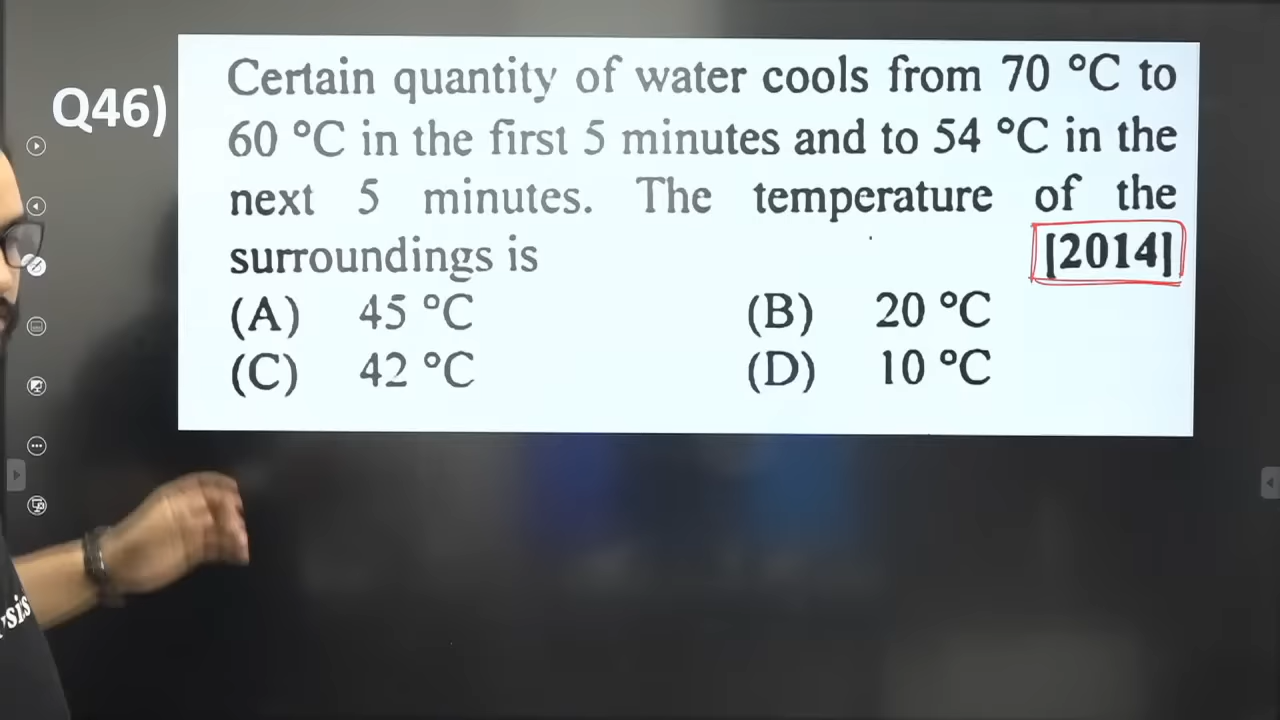 Q46)
Certain quantity of water cools from 70 °C to
60 °C in the first 5 minutes and to 54 °C in the
next 5 minutes. The temperature of the
surroundings is [2014]
(A) 45 °C (B) 20 °C
(C) 42 °C (D) 10 °C
ysis